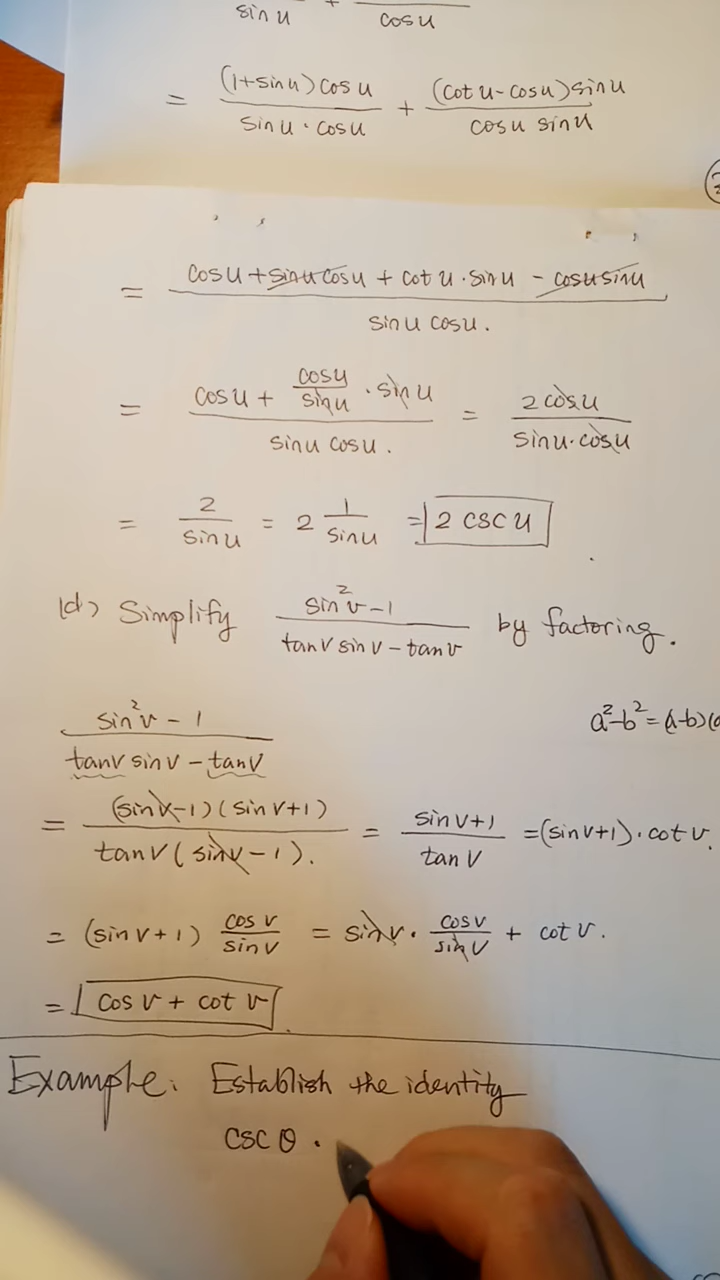 sin u + cos u
= (1+sin u) cos u / sin u · cos u + (cot u - cos u) sin u / cos u sin u
= cos u + sin u cos u + cot u · sin u - cos u sin u / sin u cos u.
= cos u + cos u / sin u · sin u / sin u cos u. = 2 cos u / sin u · cos u
= 2 / sin u = 2 1 / sin u = 2 csc u
(d) Simplify sin²v - 1 / tan v sin v - tan v by factoring.
sin²v - 1 / tan v sin v - tan v
a² - b² = (a-b)(a
= (sin v - 1)(sin v + 1) / tan v (sin v - 1). = sin v + 1 / tan v = (sin v + 1) · cot v.
= (sin v + 1) cos v / sin v = sin v · cos v / sin v + cot v.
= cos v + cot v
Example: Establish the identity
csc θ ·